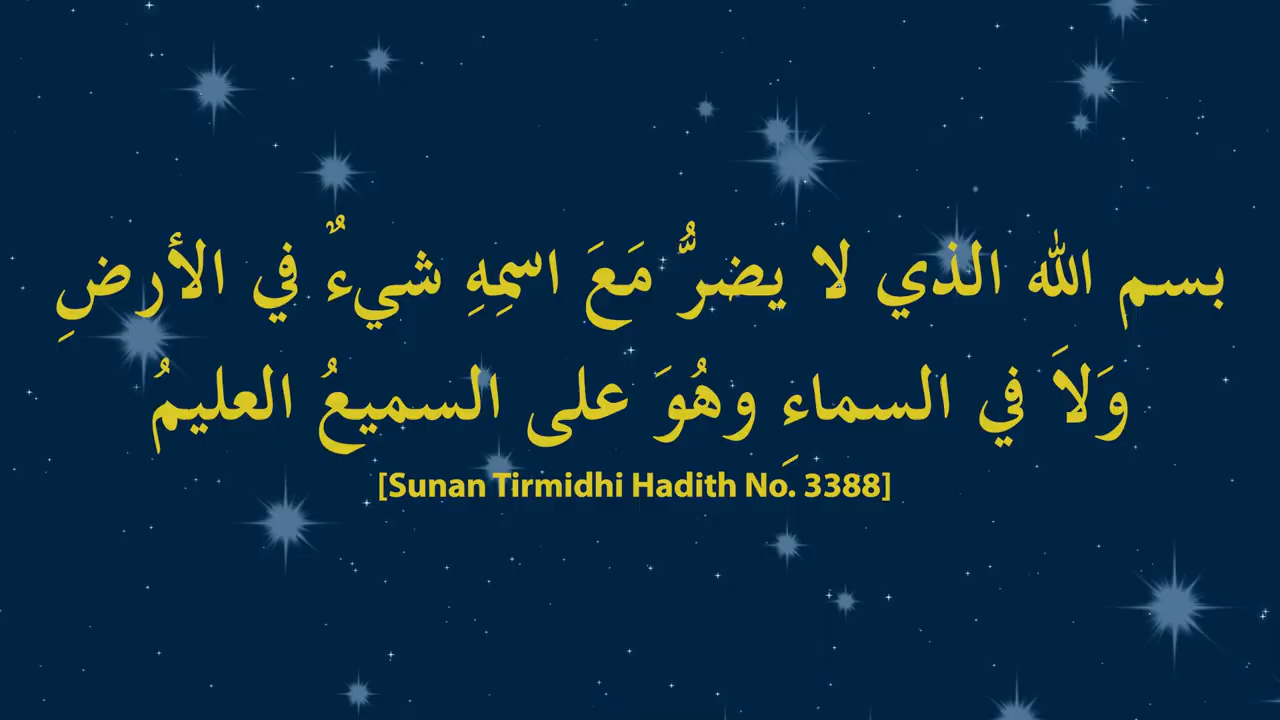 بسم الله الذي لا يضرُّ مَعَ اسمِهِ شيءٌ في الأرضِ
وَلاَ في السماءِ وهُوَ على السميعُ العليمُ
[Sunan Tirmidhi Hadith No. 3388]